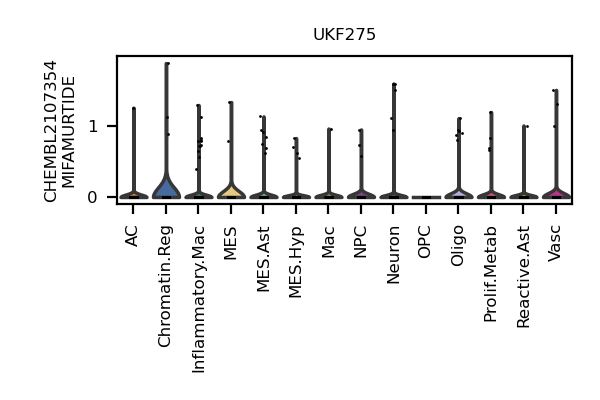 UKF275
CHEMBL2107354
MIFAMURTIDE
1
0
AC
Chromatin.Reg
Inflammatory.Mac
MES
MES.Ast
MES.Hyp
Mac
NPC
Neuron
OPC
Oligo
Prolif.Metab
Reactive.Ast
Vasc